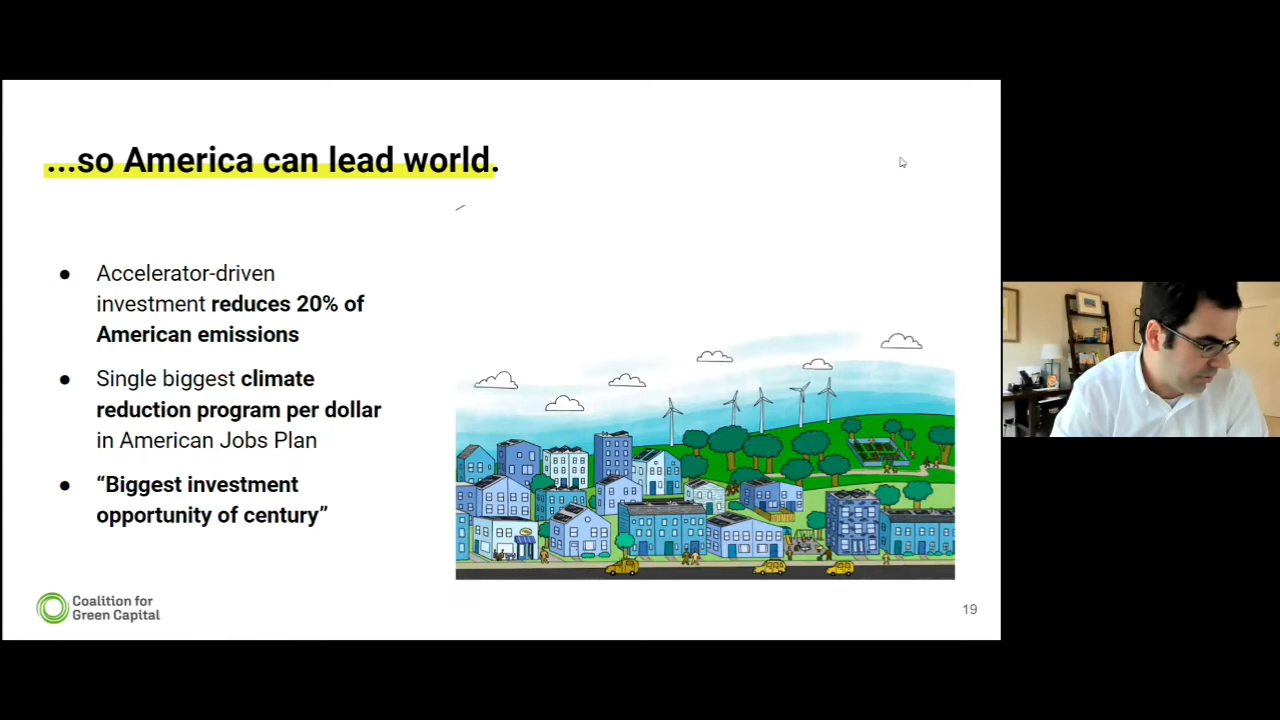 ...so America can lead world.
● Accelerator-driven
investment reduces 20% of
American emissions
● Single biggest climate
reduction program per dollar
in American Jobs Plan
● “Biggest investment
opportunity of century”
Coalition for
Green Capital
19